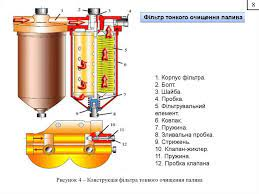 8
Фільтр тонкого очищення палива
1. Корпус фільтра.
2. Болт.
3. Шайба.
4. Пробка.
5. Фільтрувальний
елемент.
6. Ковпак.
7. Пружина.
8. Зливальна пробка.
9. Стрижень.
10. Клапан-жиклер.
11. Пружина.
12. Пробка клапана
Рисунок 4 – Конструкція фільтра тонкого очищення палива